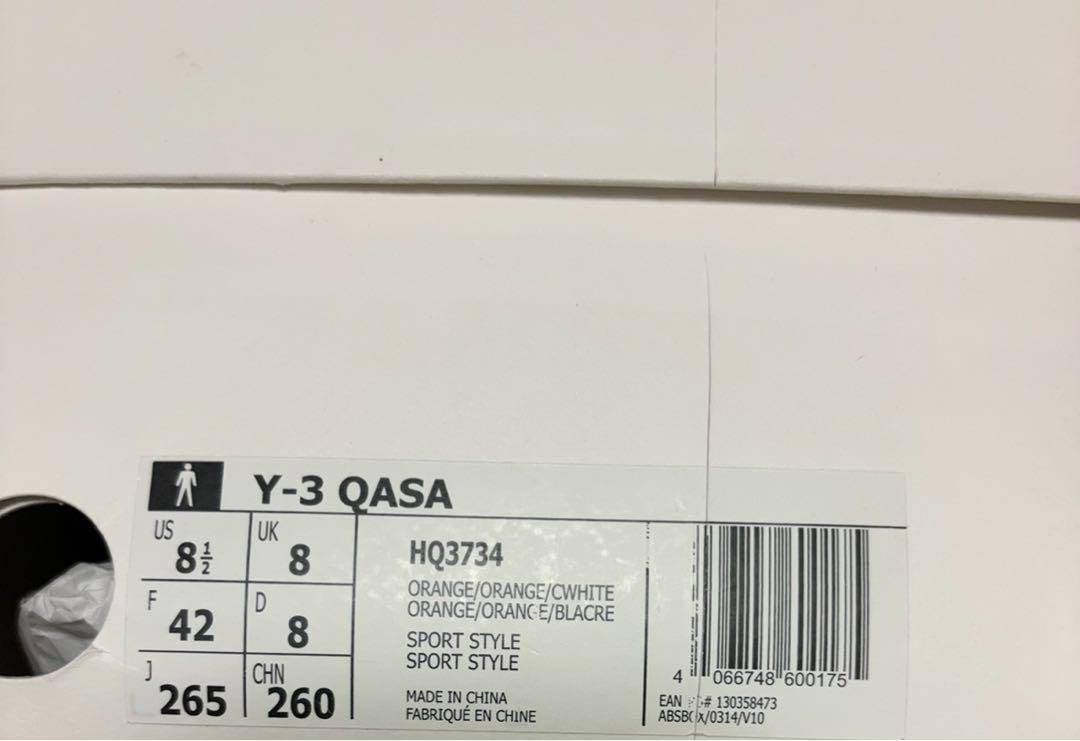 Y-3 QASA
US 8½ UK 8
F 42 D 8
J 265 CHN 260
HQ3734
ORANGE/ORANGE/CWHITE
ORANGE/ORANGE/BLACRE
SPORT STYLE
SPORT STYLE
MADE IN CHINA
FABRIQUÉ EN CHINE
4 066748 600175
EAN # 130358473
ABSBOX/0314/V10